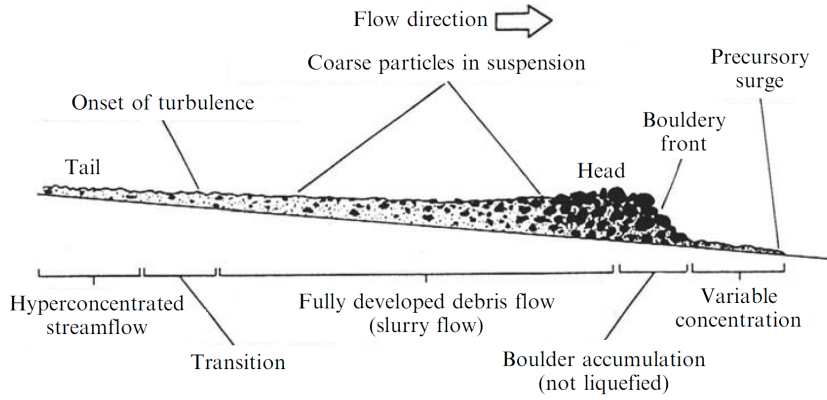 Flow direction
Coarse particles in suspension
Precursory
surge
Onset of turbulence
Bouldery
front
Tail
Head
Hyperconcentrated
streamflow
Fully developed debris flow
(slurry flow)
Variable
concentration
Transition
Boulder accumulation
(not liquefied)